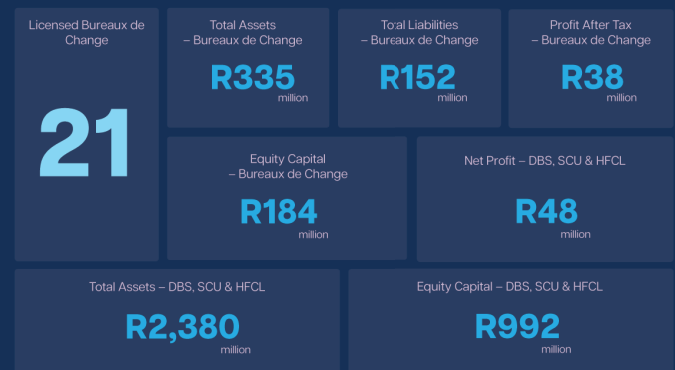 Licensed Bureaux de
Change
21
Total Assets
– Bureaux de Change
R335
million
Total Liabilities
– Bureaux de Change
R152
million
Profit After Tax
– Bureaux de Change
R38
million
Equity Capital
– Bureaux de Change
R184
million
Net Profit – DBS, SCU & HFCL
R48
million
Total Assets – DBS, SCU & HFCL
R2,380
million
Equity Capital – DBS, SCU & HFCL
R992
million